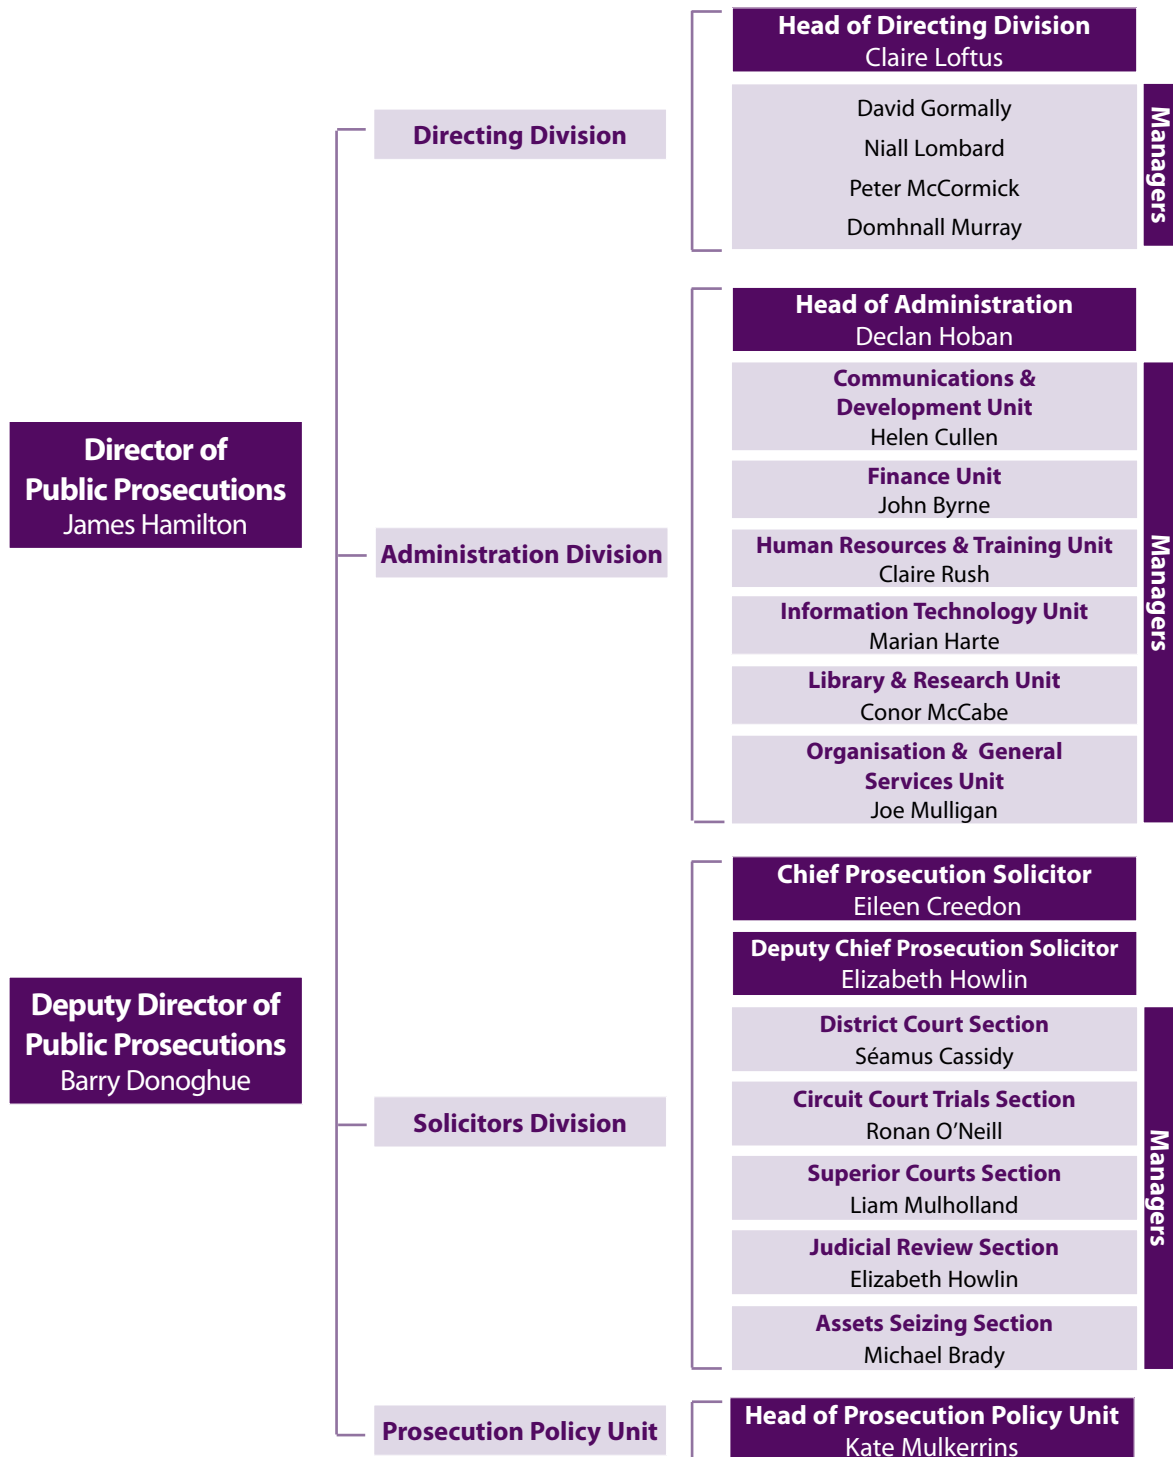 Director of
Public Prosecutions
James Hamilton
Deputy Director of
Public Prosecutions
Barry Donoghue
Directing Division
Head of Directing Division
Claire Loftus
David Gormally
Niall Lombard
Peter McCormick
Domhnall Murray
Managers
Administration Division
Head of Administration
Declan Hoban
Communications &
Development Unit
Helen Cullen
Finance Unit
John Byrne
Human Resources & Training Unit
Claire Rush
Information Technology Unit
Marian Harte
Library & Research Unit
Conor McCabe
Organisation & General
Services Unit
Joe Mulligan
Managers
Solicitors Division
Chief Prosecution Solicitor
Eileen Creedon
Deputy Chief Prosecution Solicitor
Elizabeth Howlin
District Court Section
Séamus Cassidy
Circuit Court Trials Section
Ronan O’Neill
Superior Courts Section
Liam Mulholland
Judicial Review Section
Elizabeth Howlin
Assets Seizing Section
Michael Brady
Managers
Prosecution Policy Unit
Head of Prosecution Policy Unit
Kate Mulkerrins